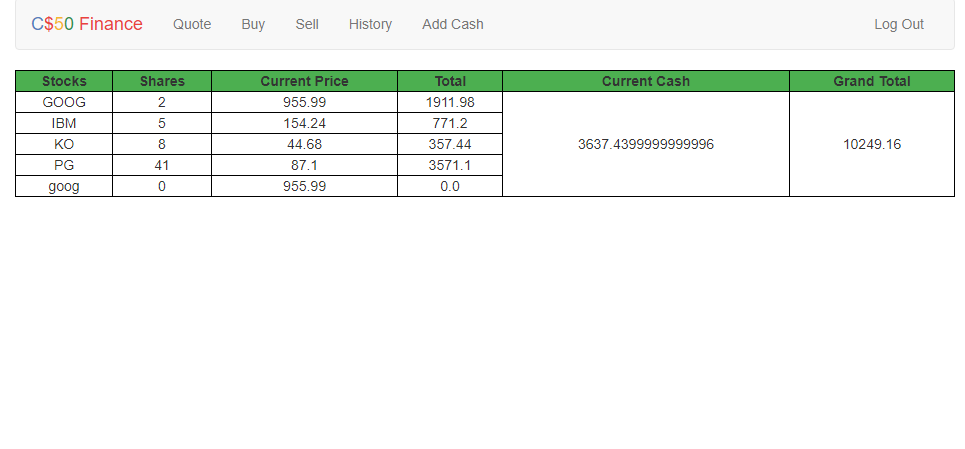 C$50 Finance Quote Buy Sell History Add Cash Log Out
Stocks Shares Current Price Total Current Cash Grand Total
GOOG 2 955.99 1911.98
IBM 5 154.24 771.2
KO 8 44.68 357.44 3637.4399999999996 10249.16
PG 41 87.1 3571.1
goog 0 955.99 0.0